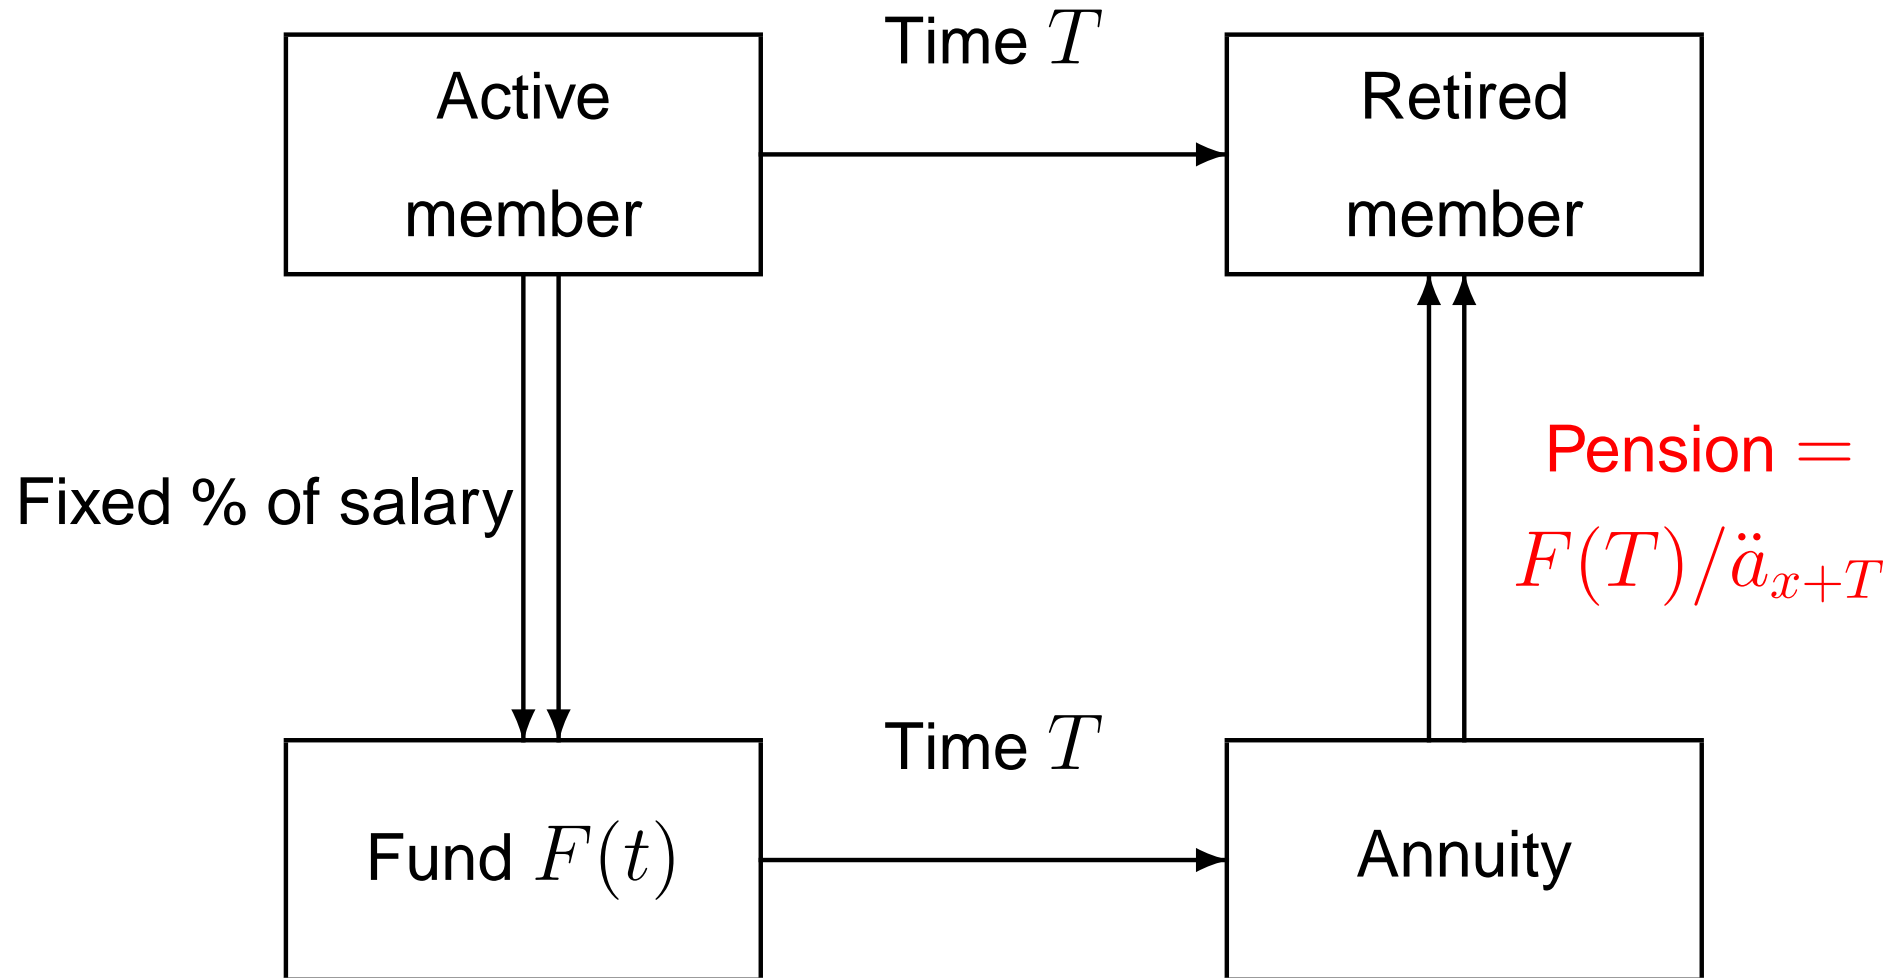 Time T
Active
member
Retired
member
Fixed % of salary
Pension =
F(T)/ä_{x+T}
Time T
Fund F(t)
Annuity